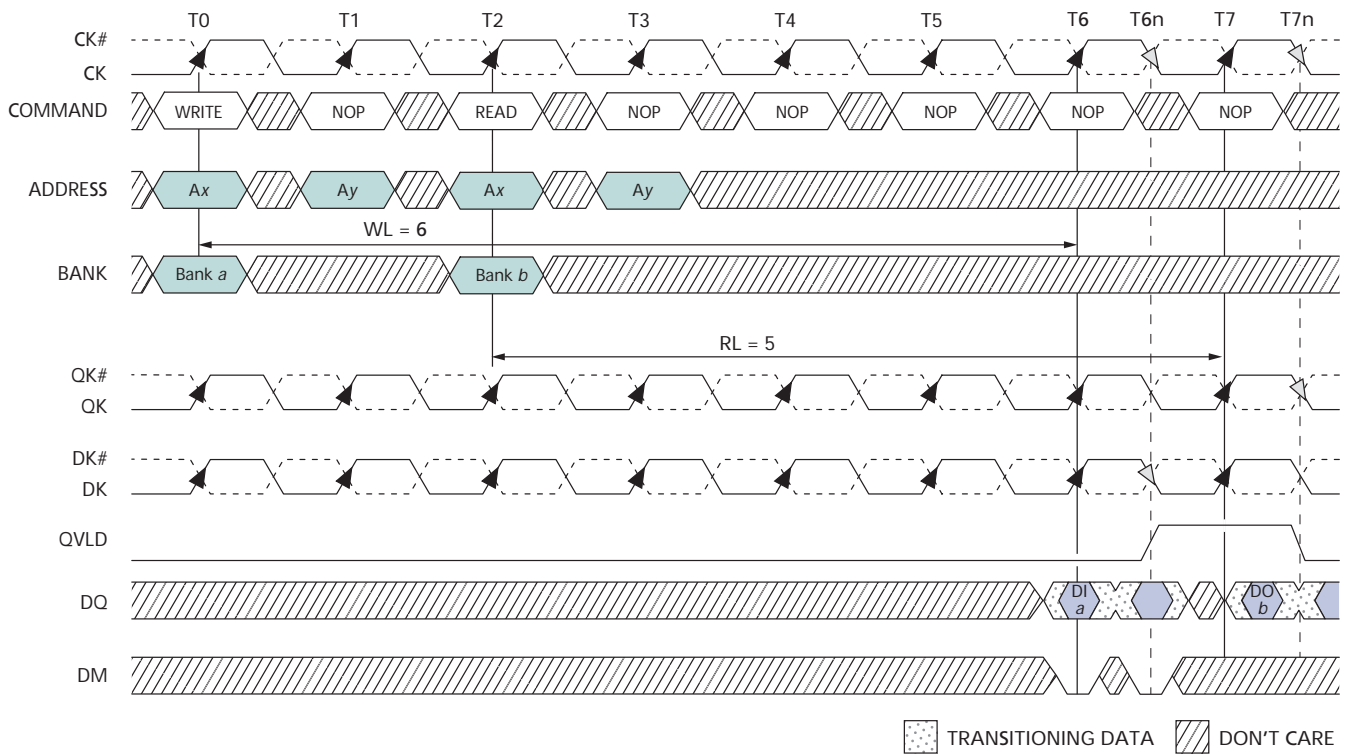 T0 T1 T2 T3 T4 T5 T6 T6n T7 T7n
CK#
CK
COMMAND WRITE NOP READ NOP NOP NOP NOP NOP
ADDRESS Ax Ay Ax Ay
WL = 6
BANK Bank a Bank b
RL = 5
QK#
QK
DK#
DK
QVLD
DQ DI a DO b
DM
TRANSITIONING DATA DON'T CARE